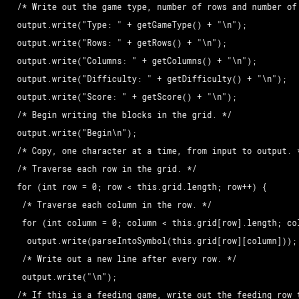 /* Write out the game type, number of rows and number of
output.write("Type: " + getGameType() + "\n");
output.write("Rows: " + getRows() + "\n");
output.write("Columns: " + getColumns() + "\n");
output.write("Difficulty: " + getDifficulty() + "\n");
output.write("Score: " + getScore() + "\n");
/* Begin writing the blocks in the grid. */
output.write("Begin\n");
/* Copy, one character at a time, from input to output. *
/* Traverse each row in the grid. */
for (int row = 0; row < this.grid.length; row++) {
/* Traverse each column in the row. */
for (int column = 0; column < this.grid[row].length; col
output.write(parseIntoSymbol(this.grid[row][column]));
/* Write out a new line after every row. */
output.write("\n");
/* If this is a feeding game, write out the feeding row